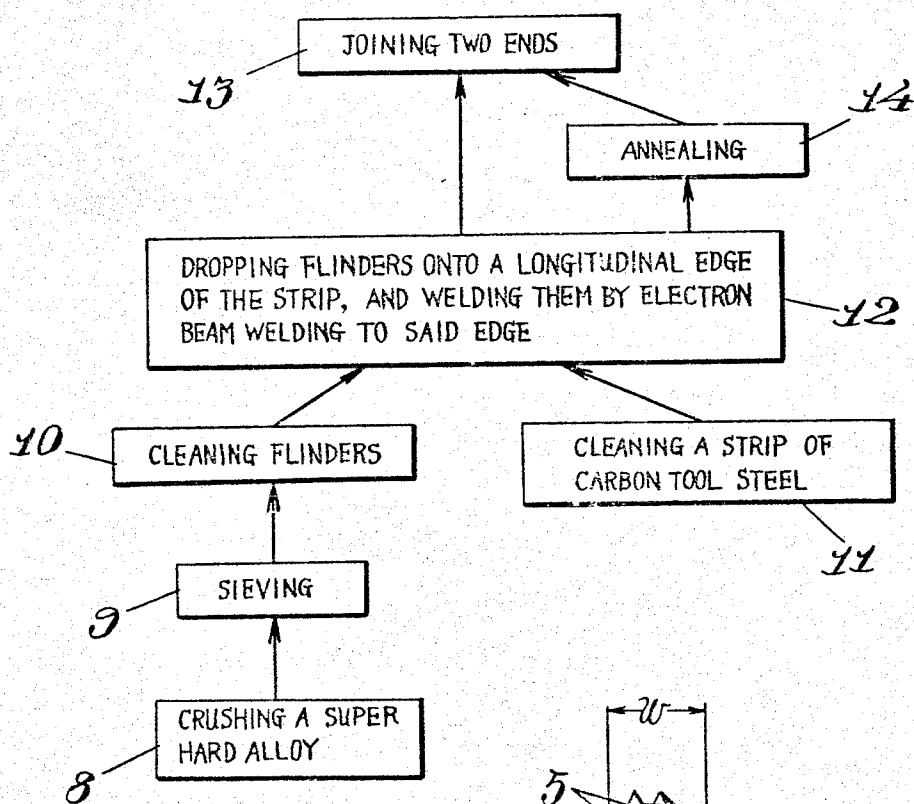 JOINING TWO ENDS
13
14
ANNEALING
DROPPING FLINDERS ONTO A LONGITUDINAL EDGE
OF THE STRIP, AND WELDING THEM BY ELECTRON
BEAM WELDING TO SAID EDGE
12
10
CLEANING FLINDERS
CLEANING A STRIP OF
CARBON TOOL STEEL
11
SIEVING
9
W
CRUSHING A SUPER
HARD ALLOY
8
5